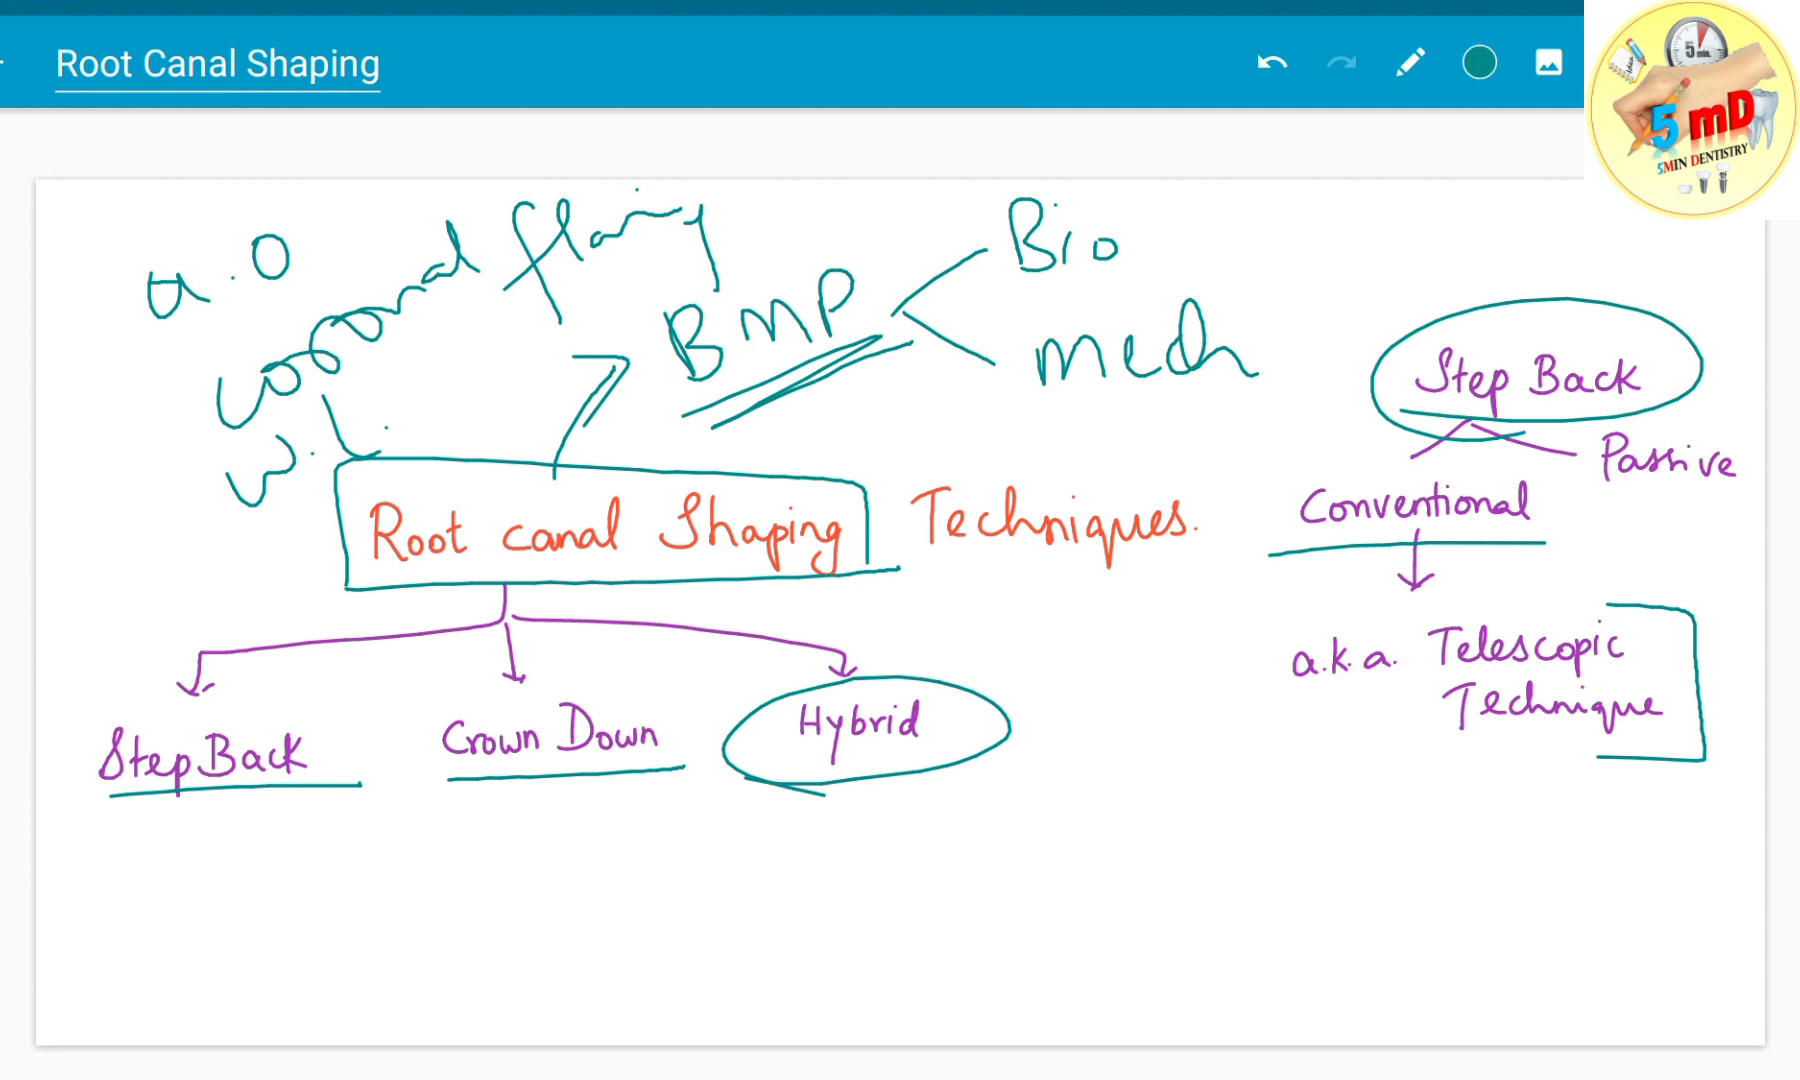 Root Canal Shaping
5 min.
Idea
5 mD
5MIN DENTISTRY
a.O
coronal flaring
BMP
Bio
Mech
W.L.
Root canal Shaping Techniques.
Step Back
Crown Down
Hybrid
Step Back
Passive
Conventional
a.k.a. Telescopic
Technique